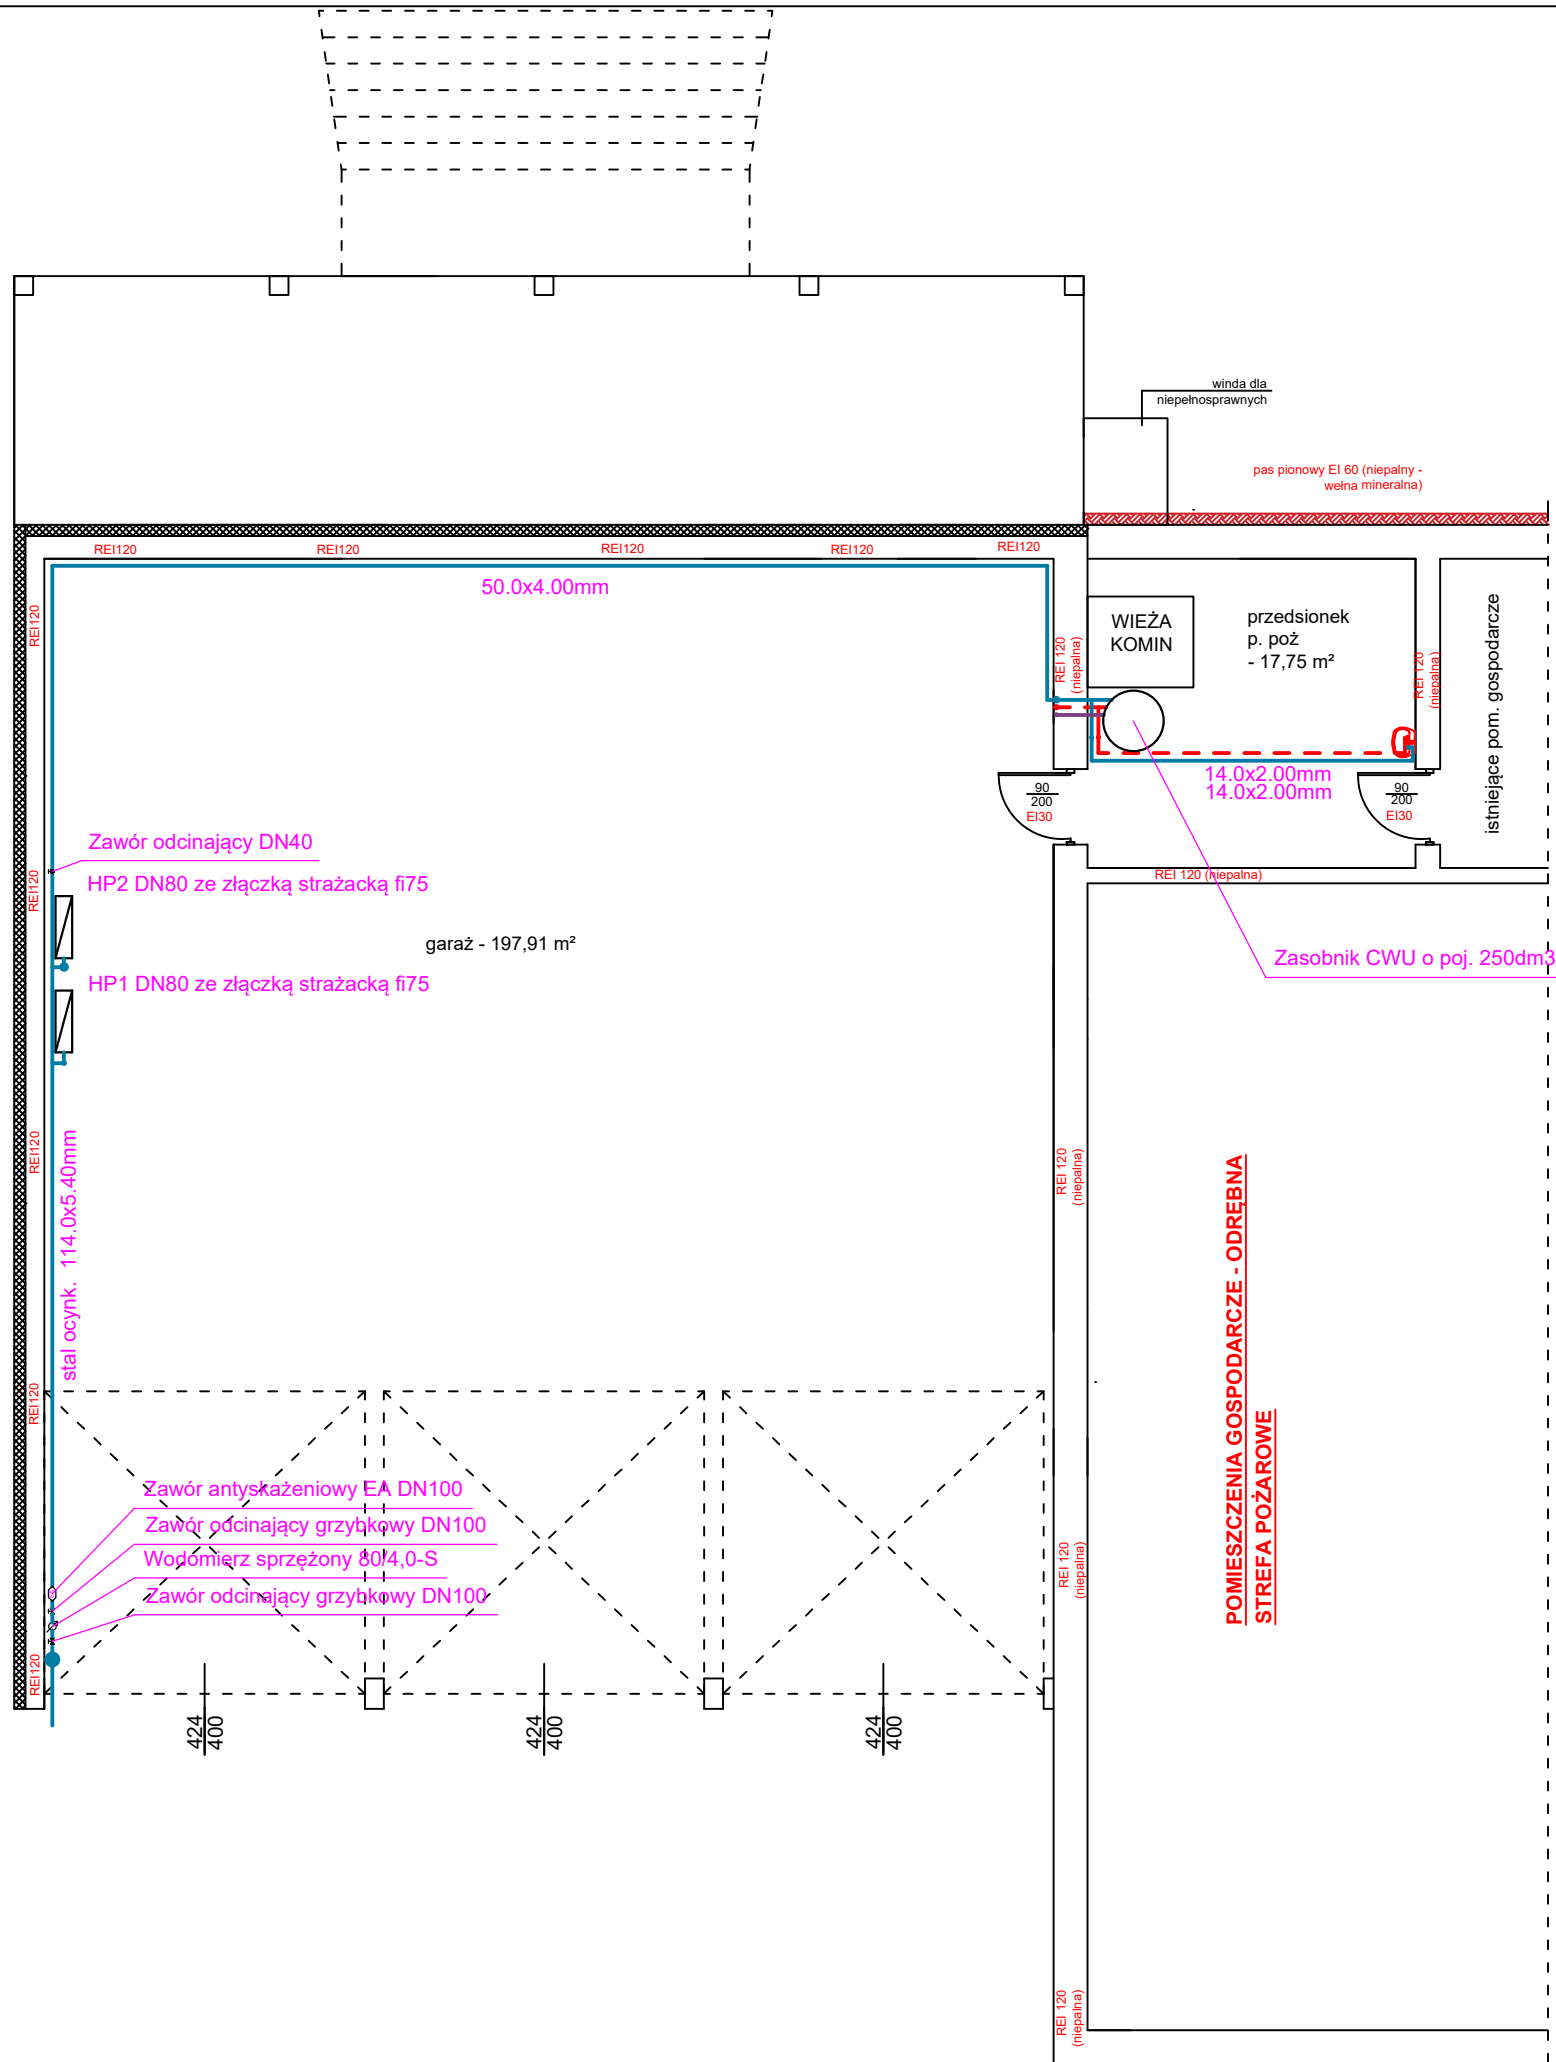 winda dla
niepełnosprawnych
pas pionowy EI 60 (niepalny -
wełna mineralna)
REI120
REI120
REI120
REI120
REI120
50.0x4.00mm
REI120
WIEŻA
KOMIN
przedsionek
p. poż
- 17,75 m²
REI 120
(niepalna)
REI 120
(niepalna)
istniejące pom. gospodarcze
14.0x2.00mm
14.0x2.00mm
90
200
EI30
90
200
EI30
Zawór odcinający DN40
HP2 DN80 ze złączką strażacką fi75
REI120
REI 120 (niepalna)
garaż - 197,91 m²
Zasobnik CWU o poj. 250dm3
HP1 DN80 ze złączką strażacką fi75
REI120
stal ocynk. 114.0x5.40mm
REI 120
(niepalna)
POMIESZCZENIA GOSPODARCZE - ODRĘBNA
STREFA POŻAROWE
REI120
Zawór antyskażeniowy EA DN100
Zawór odcinający grzybkowy DN100
Wodomierz sprzężony 80/4,0-S
Zawór odcinający grzybkowy DN100
REI 120
(niepalna)
REI120
424
400
424
400
424
400
REI 120
(niepalna)